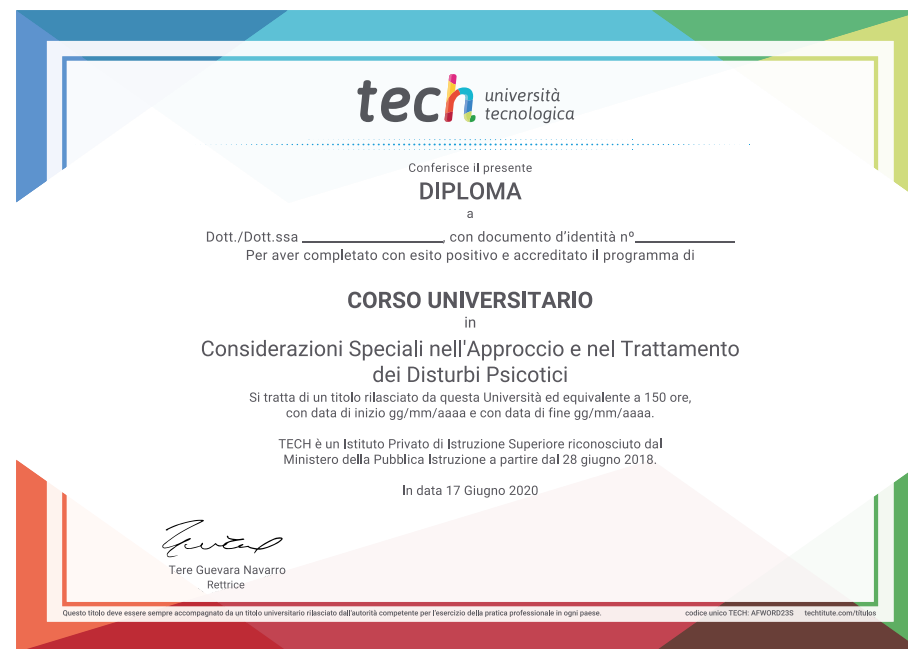 tech università
tecnologica
Conferisce il presente
DIPLOMA
a
Dott./Dott.ssa ____________________, con documento d'identità nº______________
Per aver completato con esito positivo e accreditato il programma di
CORSO UNIVERSITARIO
in
Considerazioni Speciali nell'Approccio e nel Trattamento
dei Disturbi Psicotici
Si tratta di un titolo rilasciato da questa Università ed equivalente a 150 ore,
con data di inizio gg/mm/aaaa e con data di fine gg/mm/aaaa.
TECH è un Istituto Privato di Istruzione Superiore riconosciuto dal
Ministero della Pubblica Istruzione a partire dal 28 giugno 2018.
In data 17 Giugno 2020
Tere Guevara Navarro
Rettrice
Questo titolo deve essere sempre accompagnato da un titolo universitario rilasciato dall'autorità competente per l'esercizio della pratica professionale in ogni paese. codice unico TECH: AFWORD23S techtitute.com/títulos